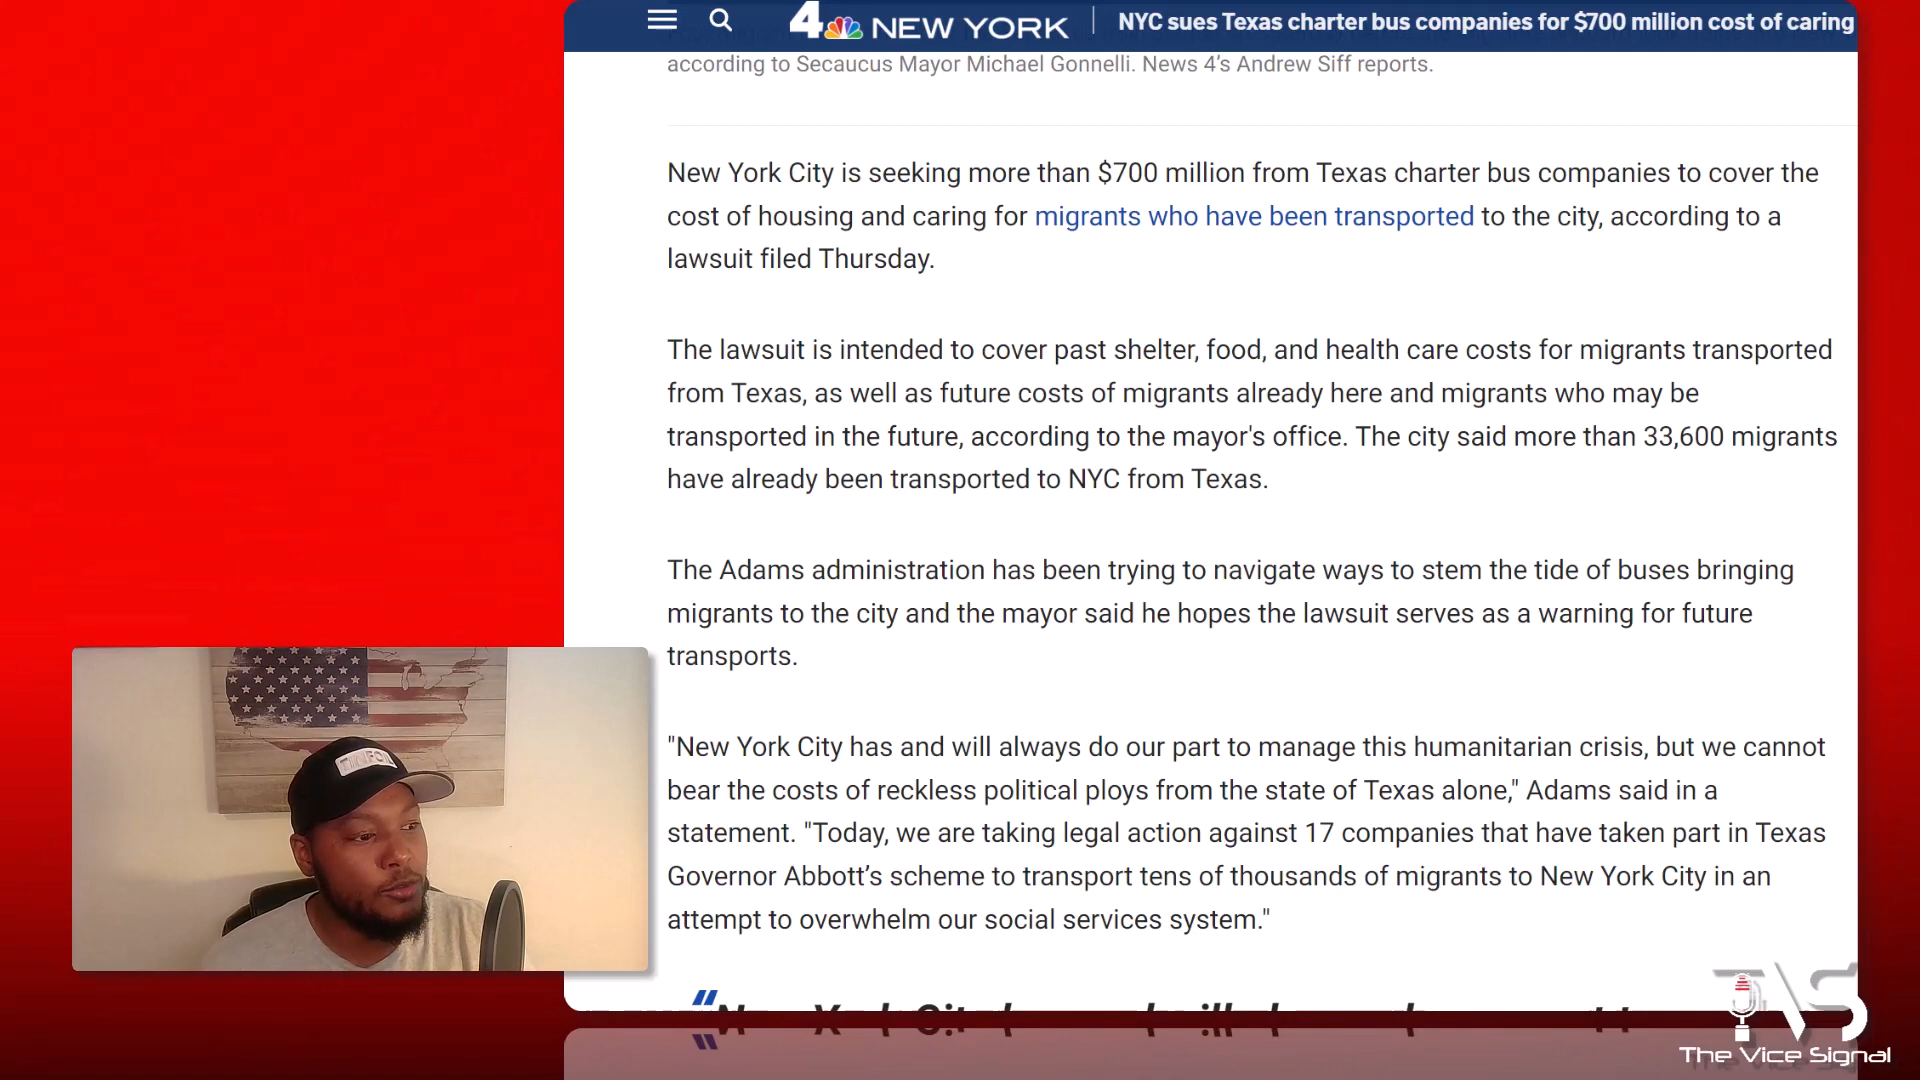 4 NEW YORK
NYC sues Texas charter bus companies for $700 million cost of caring
according to Secaucus Mayor Michael Gonnelli. News 4’s Andrew Siff reports.
New York City is seeking more than $700 million from Texas charter bus companies to cover the
cost of housing and caring for migrants who have been transported to the city, according to a
lawsuit filed Thursday.
The lawsuit is intended to cover past shelter, food, and health care costs for migrants transported
from Texas, as well as future costs of migrants already here and migrants who may be
transported in the future, according to the mayor's office. The city said more than 33,600 migrants
have already been transported to NYC from Texas.
The Adams administration has been trying to navigate ways to stem the tide of buses bringing
migrants to the city and the mayor said he hopes the lawsuit serves as a warning for future
transports.
"New York City has and will always do our part to manage this humanitarian crisis, but we cannot
bear the costs of reckless political ploys from the state of Texas alone," Adams said in a
statement. "Today, we are taking legal action against 17 companies that have taken part in Texas
Governor Abbott’s scheme to transport tens of thousands of migrants to New York City in an
attempt to overwhelm our social services system."
TINFOIL
TVS
The Vice Signal